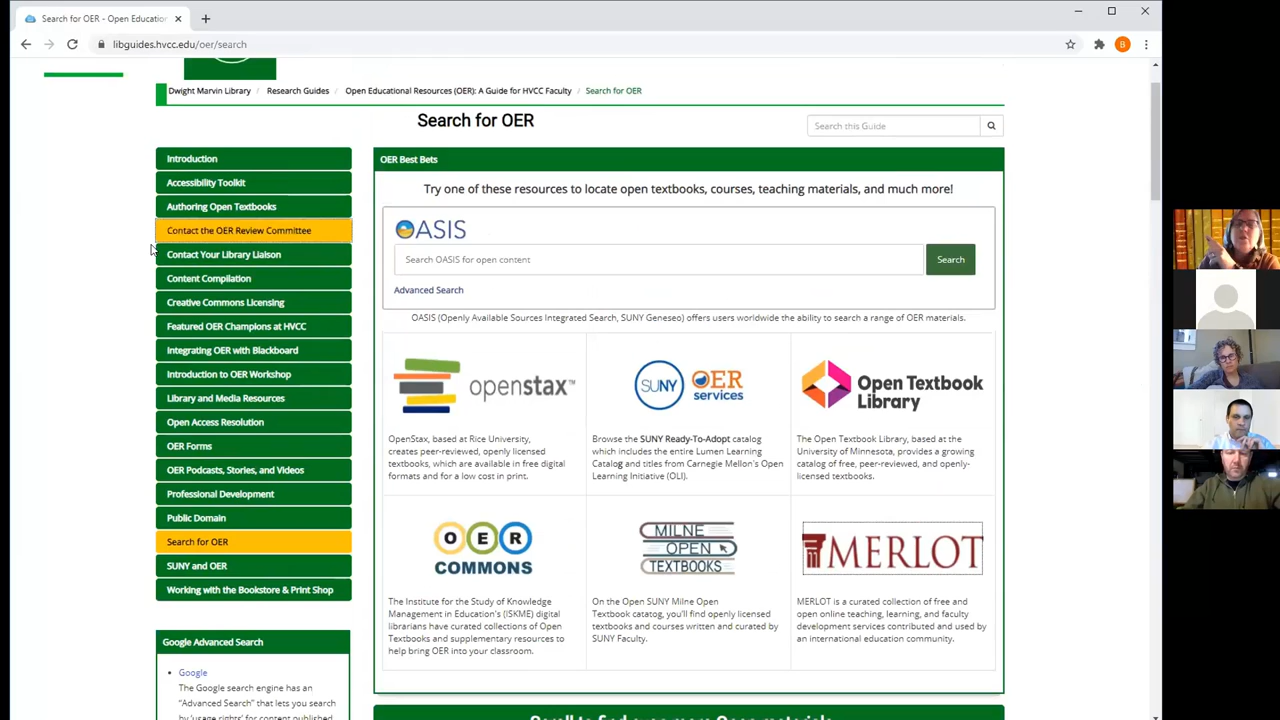 Search for OER - Open Educatio
libguides.hvcc.edu/oer/search
B
Dwight Marvin Library / Research Guides / Open Educational Resources (OER): A Guide for HVCC Faculty / Search for OER
Search for OER
Search this Guide
Introduction
Accessibility Toolkit
Authoring Open Textbooks
Contact the OER Review Committee
Contact Your Library Liaison
Content Compilation
Creative Commons Licensing
Featured OER Champions at HVCC
Integrating OER with Blackboard
Introduction to OER Workshop
Library and Media Resources
Open Access Resolution
OER Forms
OER Podcasts, Stories, and Videos
Professional Development
Public Domain
Search for OER
SUNY and OER
Working with the Bookstore & Print Shop
Google Advanced Search
Google
The Google search engine has an
"Advanced Search" that lets you search
by 'usage rights' for content published
OER Best Bets
Try one of these resources to locate open textbooks, courses, teaching materials, and much more!
OASIS
Search OASIS for open content
Search
Advanced Search
OASIS (Openly Available Sources Integrated Search, SUNY Geneseo) offers users worldwide the ability to search a range of OER materials.
openstax™
OpenStax, based at Rice University,
creates peer-reviewed, openly licensed
textbooks, which are available in free digital
formats and for a low cost in print.
SUNY OER
services
Browse the SUNY Ready-To-Adopt catalog
which includes the entire Lumen Learning
Catalog and titles from Carnegie Mellon's Open
Learning Initiative (OLI).
Open Textbook
Library
The Open Textbook Library, based at the
University of Minnesota, provides a growing
catalog of free, peer-reviewed, and openly-
licensed textbooks.
OER
COMMONS
The Institute for the Study of Knowledge
Management in Education's (ISKME) digital
librarians have curated collections of Open
Textbooks and supplementary resources to
help bring OER into your classroom.
MILNE
OPEN
TEXTBOOKS
On the Open SUNY Milne Open
Textbook catalog, you'll find openly licensed
textbooks and courses written and curated by
SUNY Faculty.
MERLOT
MERLOT is a curated collection of free and
open online teaching, learning, and faculty
development services contributed and used by
an international education community.
Scroll to find even more Open materials